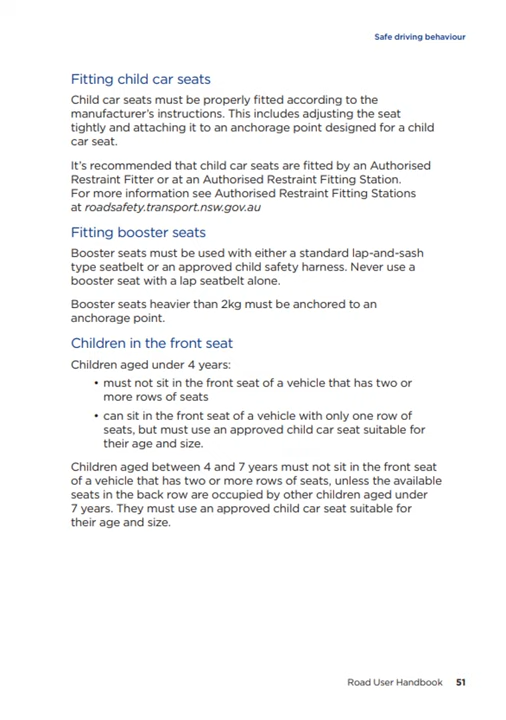 Safe driving behaviour
Fitting child car seats
Child car seats must be properly fitted according to the
manufacturer's instructions. This includes adjusting the seat
tightly and attaching it to an anchorage point designed for a child
car seat.
It's recommended that child car seats are fitted by an Authorised
Restraint Fitter or at an Authorised Restraint Fitting Station.
For more information see Authorised Restraint Fitting Stations
at roadsafety.transport.nsw.gov.au
Fitting booster seats
Booster seats must be used with either a standard lap-and-sash
type seatbelt or an approved child safety harness. Never use a
booster seat with a lap seatbelt alone.
Booster seats heavier than 2kg must be anchored to an
anchorage point.
Children in the front seat
Children aged under 4 years:
• must not sit in the front seat of a vehicle that has two or
more rows of seats
• can sit in the front seat of a vehicle with only one row of
seats, but must use an approved child car seat suitable for
their age and size.
Children aged between 4 and 7 years must not sit in the front seat
of a vehicle that has two or more rows of seats, unless the available
seats in the back row are occupied by other children aged under
7 years. They must use an approved child car seat suitable for
their age and size.
Road User Handbook 51